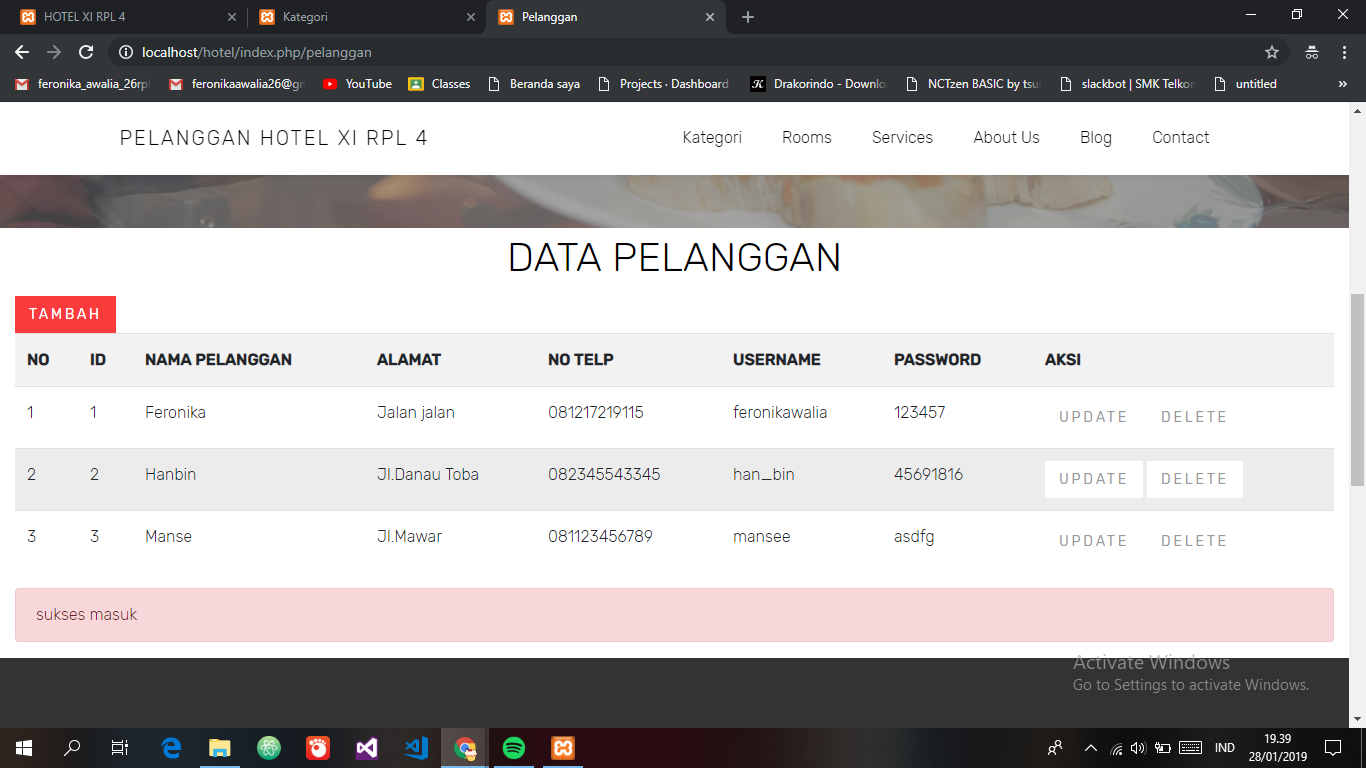 HOTEL XI RPL 4
Kategori
Pelanggan
localhost/hotel/index.php/pelanggan
feronika_awalia_26rpl
feronikaawalia26@gm
YouTube
Classes
Beranda saya
Projects · Dashboard
Drakorindo - Downlo
NCTzen BASIC by tsu
slackbot | SMK Telkon
untitled
PELANGGAN HOTEL XI RPL 4
Kategori
Rooms
Services
About Us
Blog
Contact
DATA PELANGGAN
TAMBAH
NO ID NAMA PELANGGAN ALAMAT NO TELP USERNAME PASSWORD AKSI
1 1 Feronika Jalan jalan 081217219115 feronikawalia 123457 UPDATE DELETE
2 2 Hanbin Jl.Danau Toba 082345543345 han_bin 45691816 UPDATE DELETE
3 3 Manse Jl.Mawar 081123456789 mansee asdfg UPDATE DELETE
sukses masuk
Activate Windows
Go to Settings to activate Windows.
IND
19.39
28/01/2019